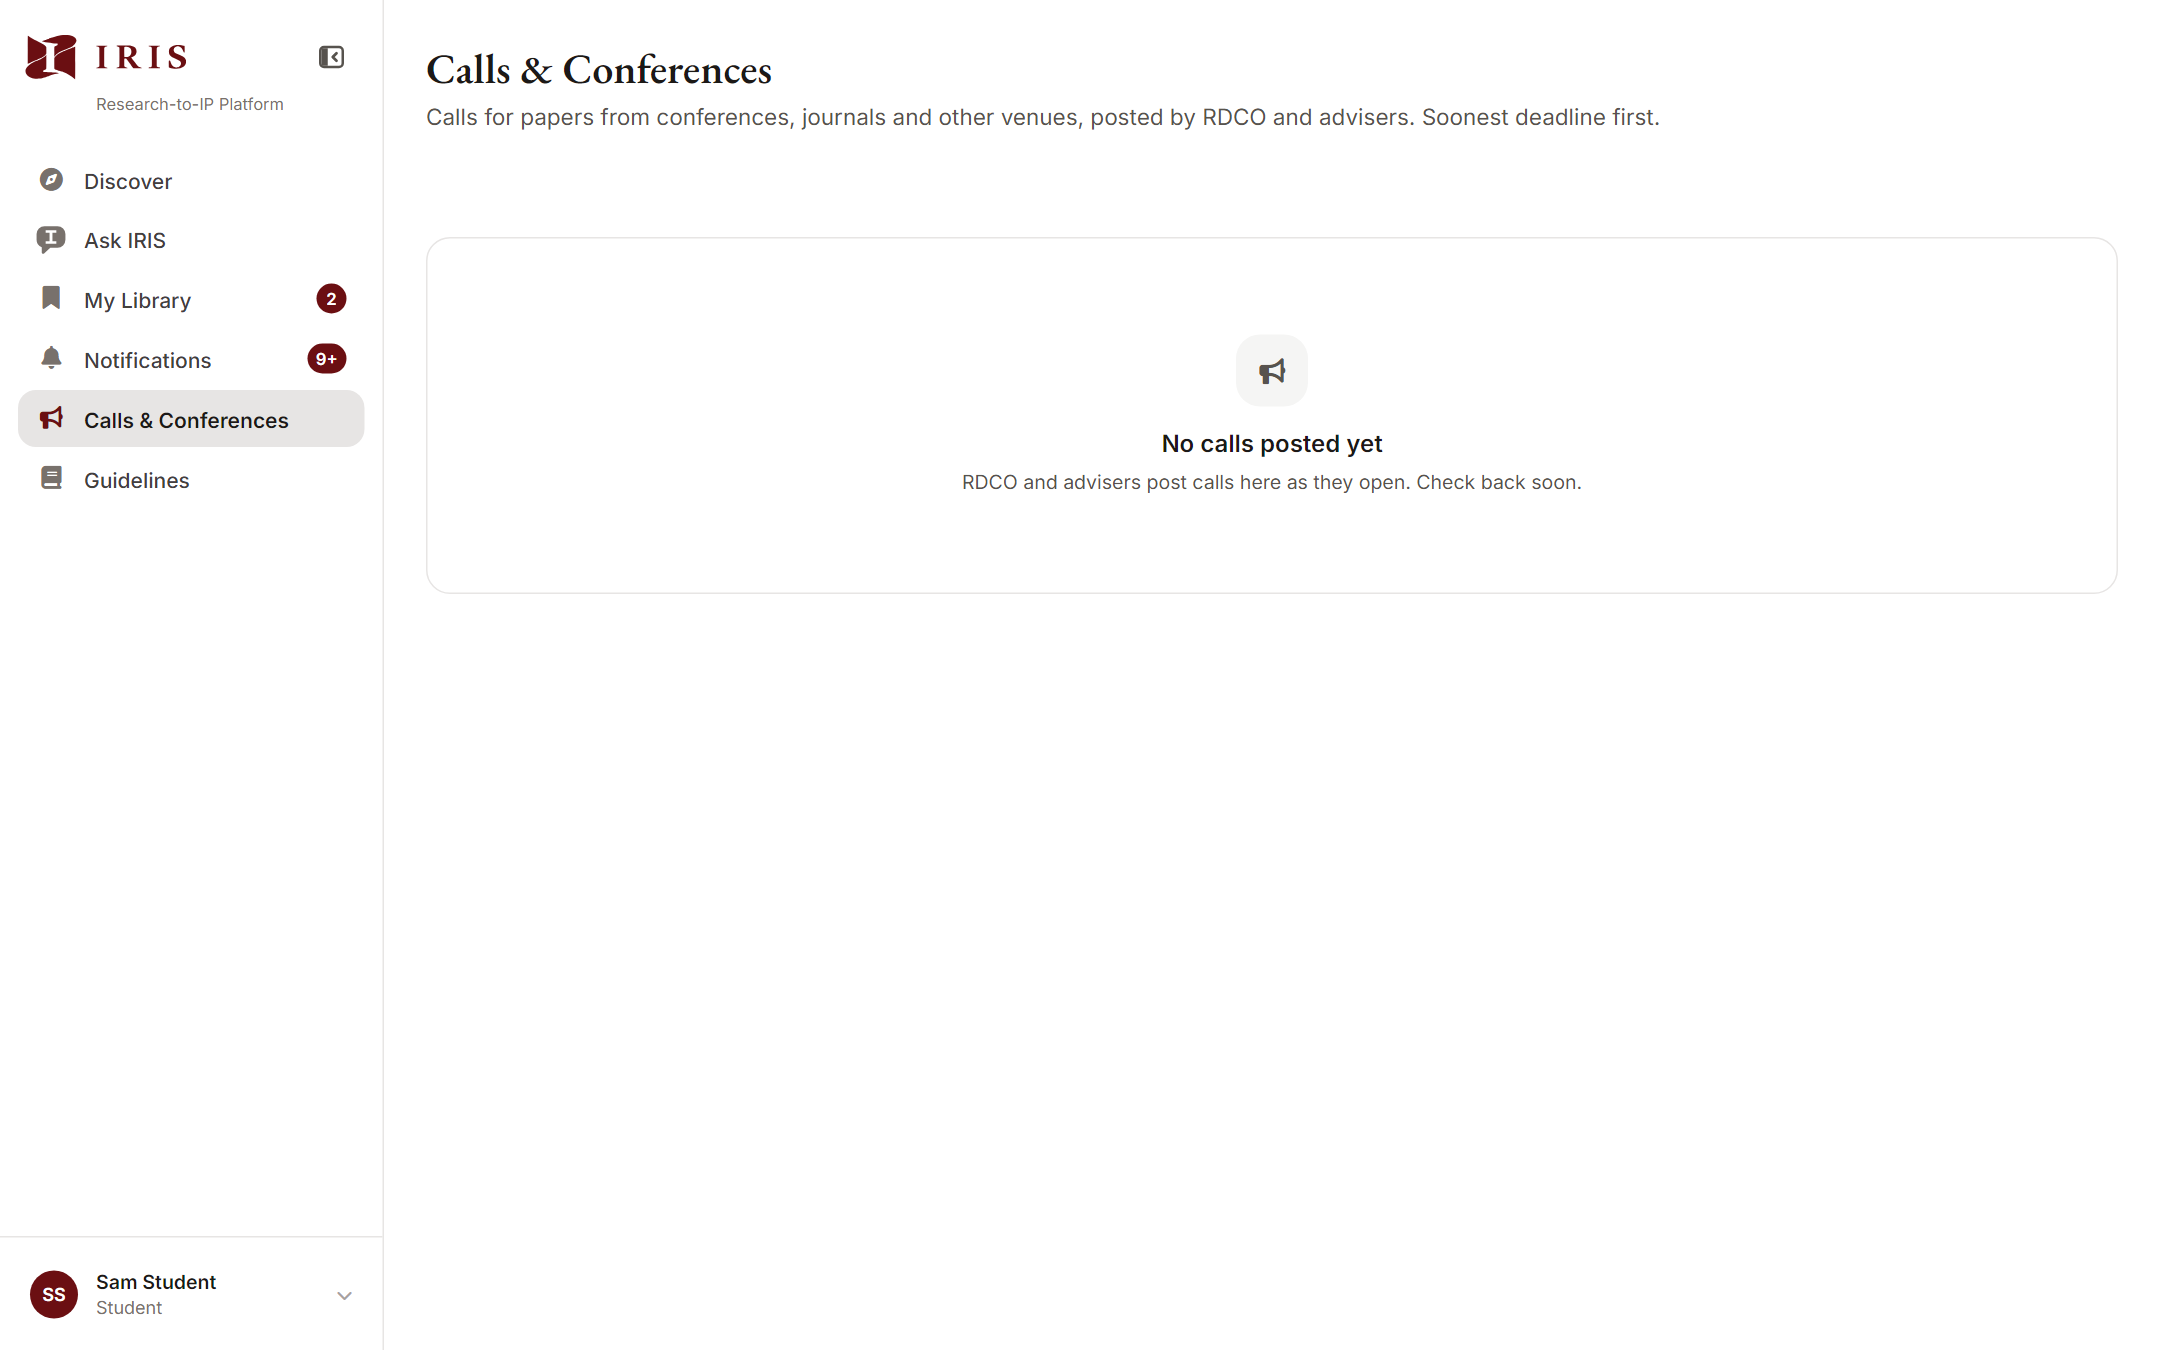 IRIS
Research-to-IP Platform
Discover
Ask IRIS
My Library 2
Notifications 9+
Calls & Conferences
Guidelines
SS
Sam Student
Student
Calls & Conferences
Calls for papers from conferences, journals and other venues, posted by RDCO and advisers. Soonest deadline first.
No calls posted yet
RDCO and advisers post calls here as they open. Check back soon.